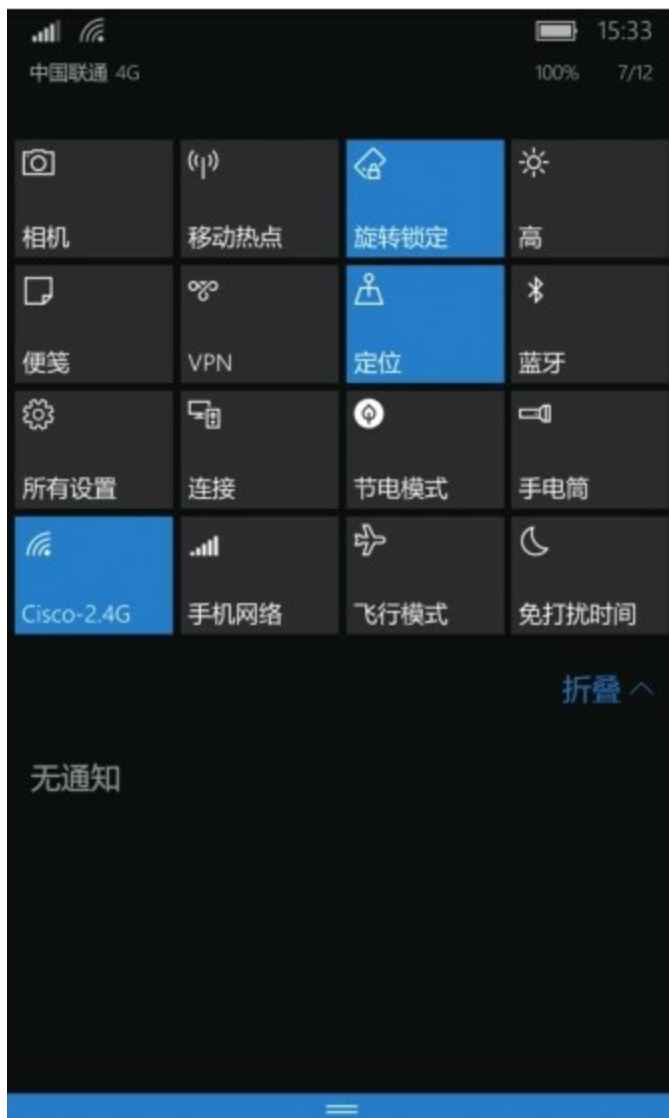 15:33
中国联通 4G 100% 7/12
相机 移动热点 旋转锁定 高
便笺 VPN 定位 蓝牙
所有设置 连接 节电模式 手电筒
Cisco-2.4G 手机网络 飞行模式 免打扰时间
折叠
无通知